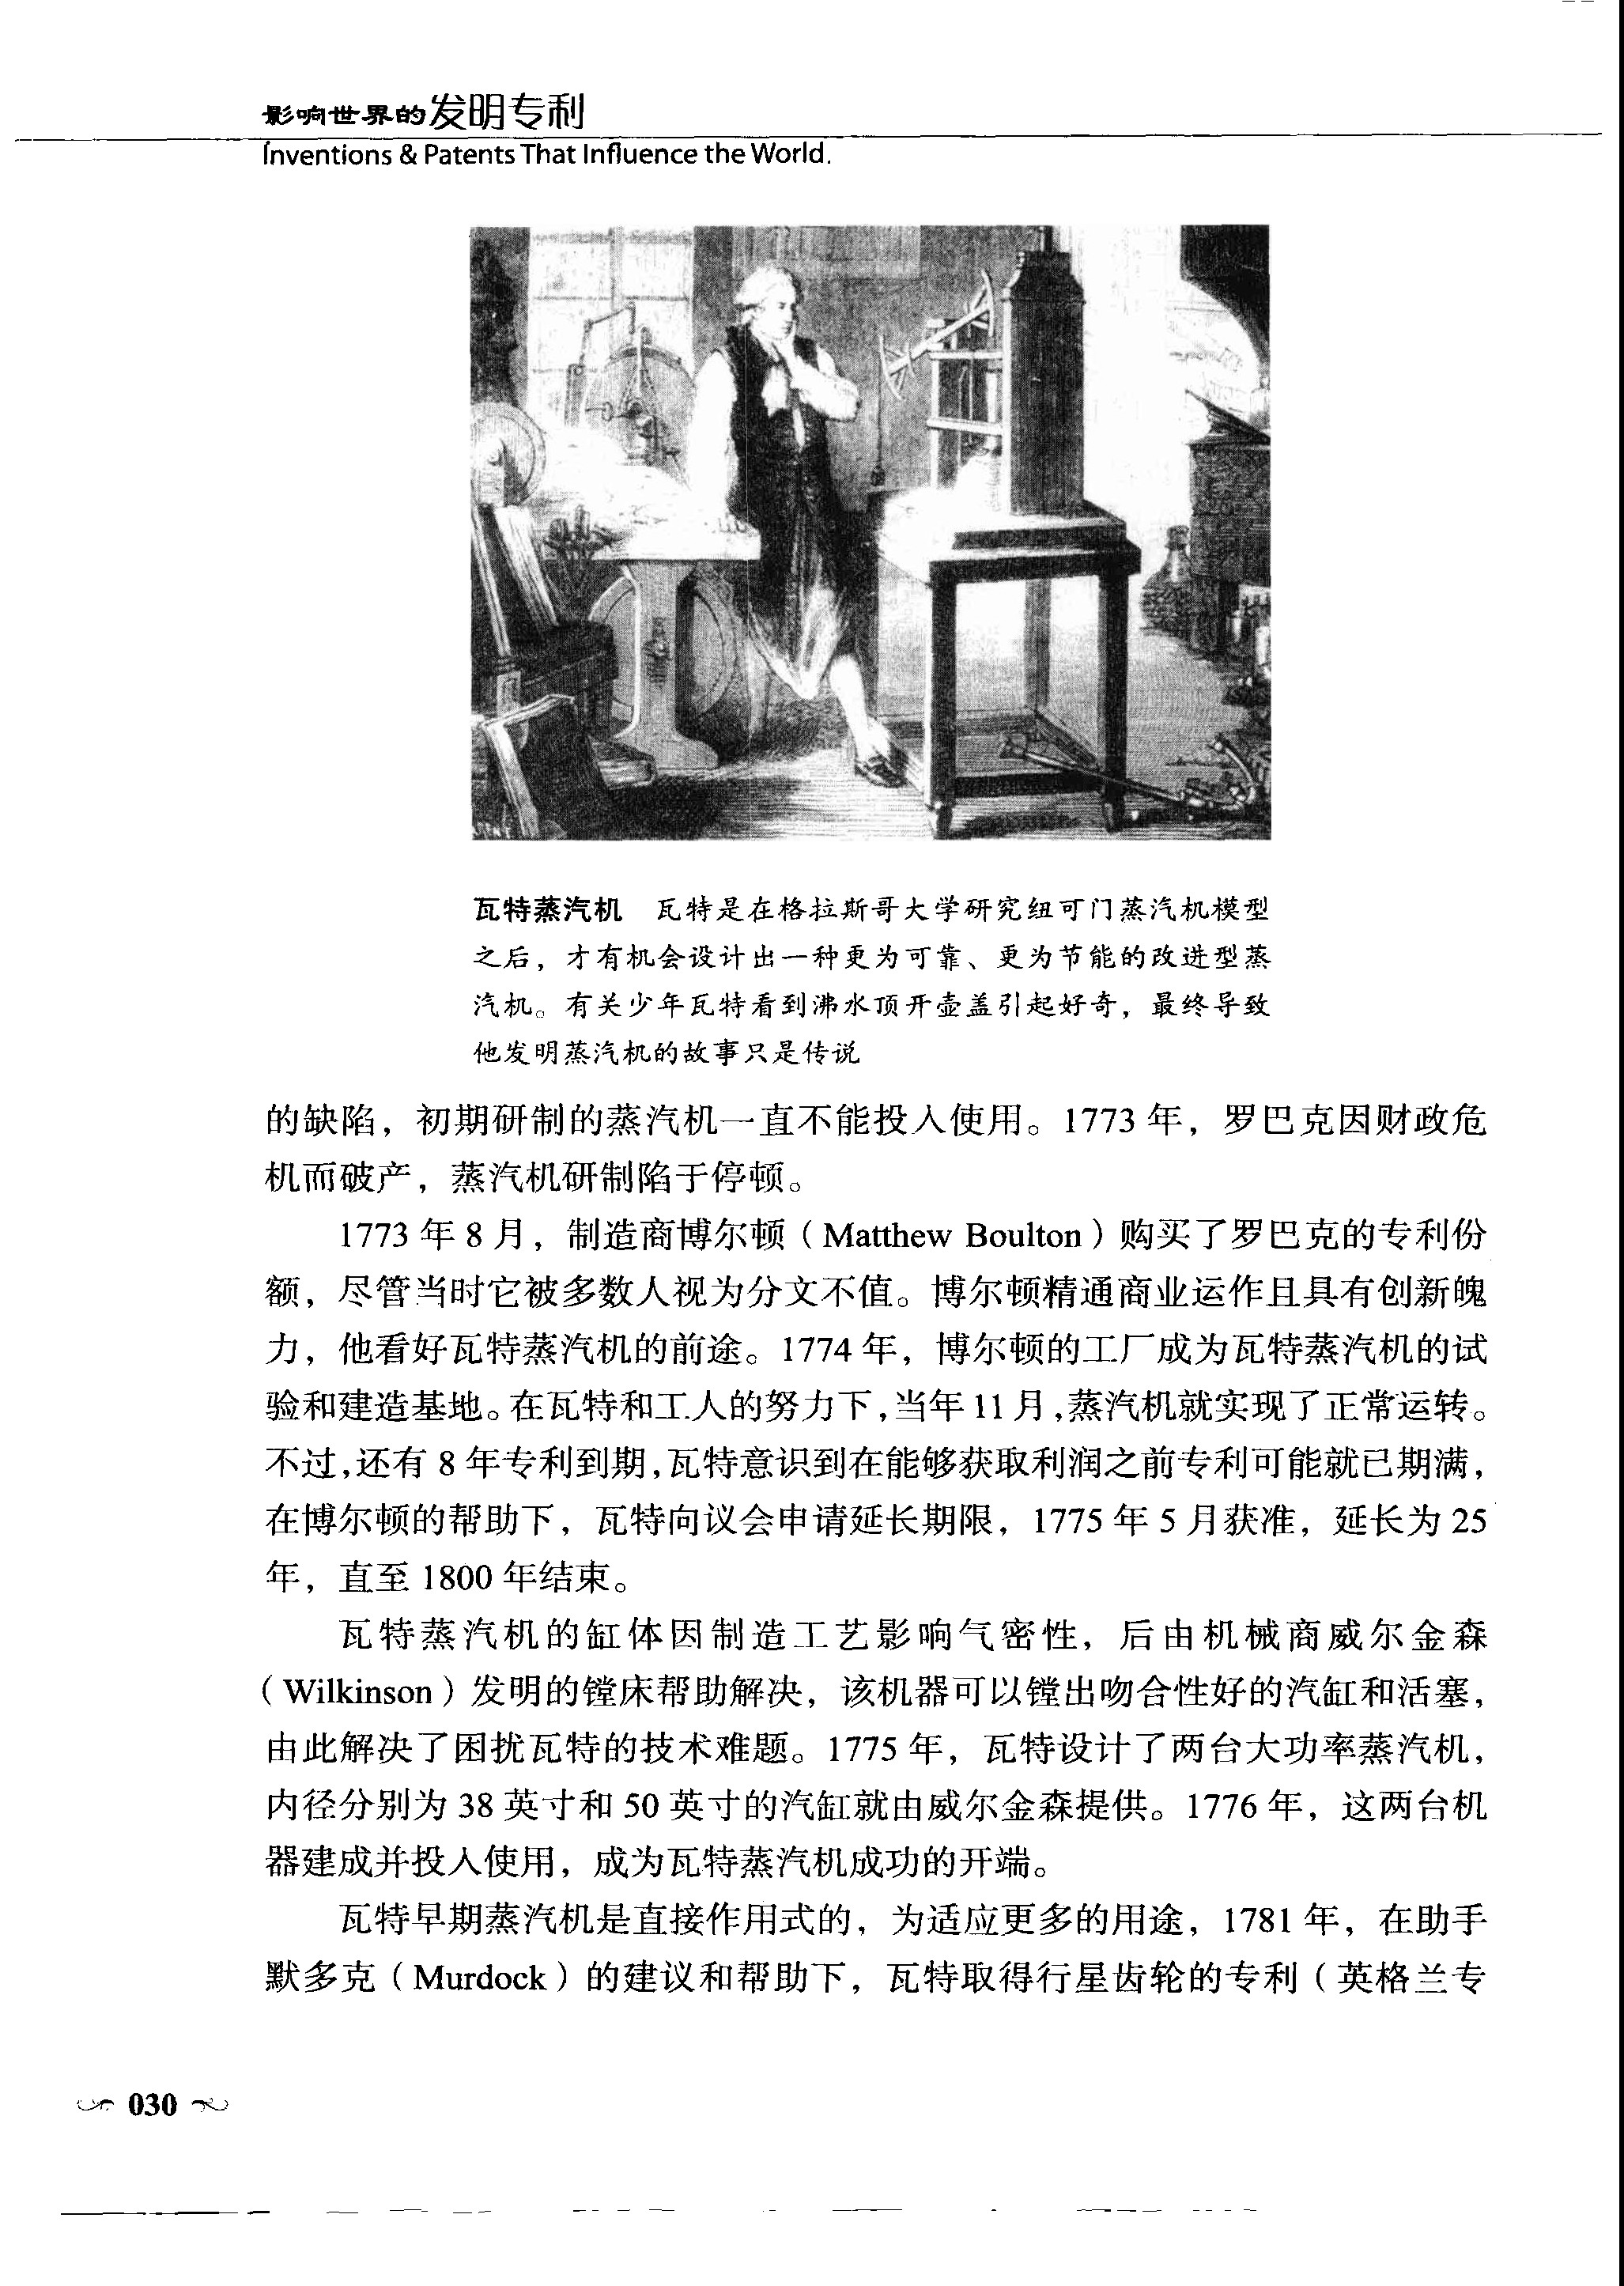 影响世界的发明专利
Inventions & Patents That Influence the World.
瓦特蒸汽机　瓦特是在格拉斯哥大学研究纽可门蒸汽机模型
之后，才有机会设计出一种更为可靠、更为节能的改进型蒸
汽机。有关少年瓦特看到沸水顶开壶盖引起好奇，最终导致
他发明蒸汽机的故事只是传说
的缺陷，初期研制的蒸汽机一直不能投入使用。1773 年，罗巴克因财政危
机而破产，蒸汽机研制陷于停顿。
1773 年 8 月，制造商博尔顿（Matthew Boulton）购买了罗巴克的专利份
额，尽管当时它被多数人视为分文不值。博尔顿精通商业运作且具有创新魄
力，他看好瓦特蒸汽机的前途。1774 年，博尔顿的工厂成为瓦特蒸汽机的试
验和建造基地。在瓦特和工人的努力下，当年 11 月，蒸汽机就实现了正常运转。
不过，还有 8 年专利到期，瓦特意识到在能够获取利润之前专利可能就已期满，
在博尔顿的帮助下，瓦特向议会申请延长期限，1775 年 5 月获准，延长为 25
年，直至 1800 年结束。
瓦特蒸汽机的缸体因制造工艺影响气密性，后由机械商威尔金森
（Wilkinson）发明的镗床帮助解决，该机器可以镗出吻合性好的汽缸和活塞，
由此解决了困扰瓦特的技术难题。1775 年，瓦特设计了两台大功率蒸汽机，
内径分别为 38 英寸和 50 英寸的汽缸就由威尔金森提供。1776 年，这两台机
器建成并投入使用，成为瓦特蒸汽机成功的开端。
瓦特早期蒸汽机是直接作用式的，为适应更多的用途，1781 年，在助手
默多克（Murdock）的建议和帮助下，瓦特取得行星齿轮的专利（英格兰专
030